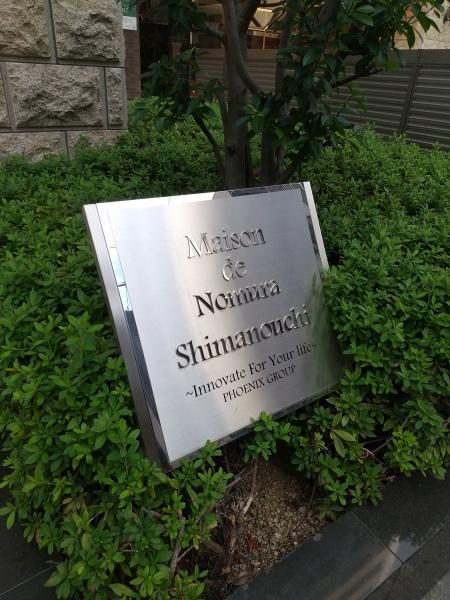 Maison
de
Nomura
Shimanouchi
~Innovate For Your life~
PHOENIX GROUP